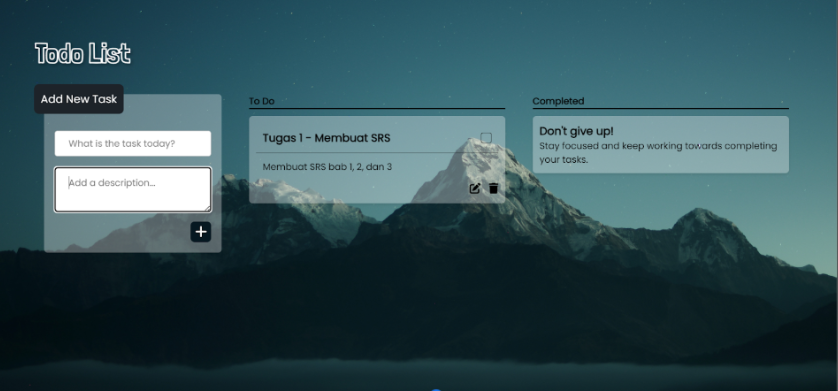 Todo List
Add New Task
What is the task today?
Add a description...
To Do
Tugas 1 - Membuat SRS
Membuat SRS bab 1, 2, dan 3
Completed
Don't give up!
Stay focused and keep working towards completing
your tasks.